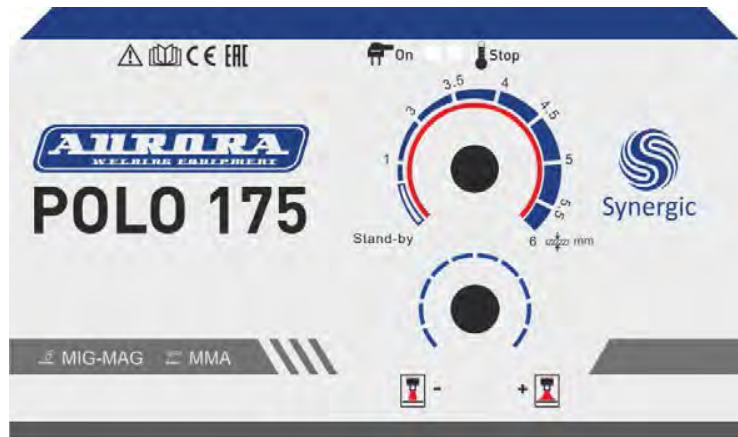 CE EAC
On
Stop
3.5 4
3 4.5
1 5
5.5
Stand-by 6 mm
AURORA
WELDING EQUIPMENT
POLO 175
Synergic
MIG-MAG MMA
- +